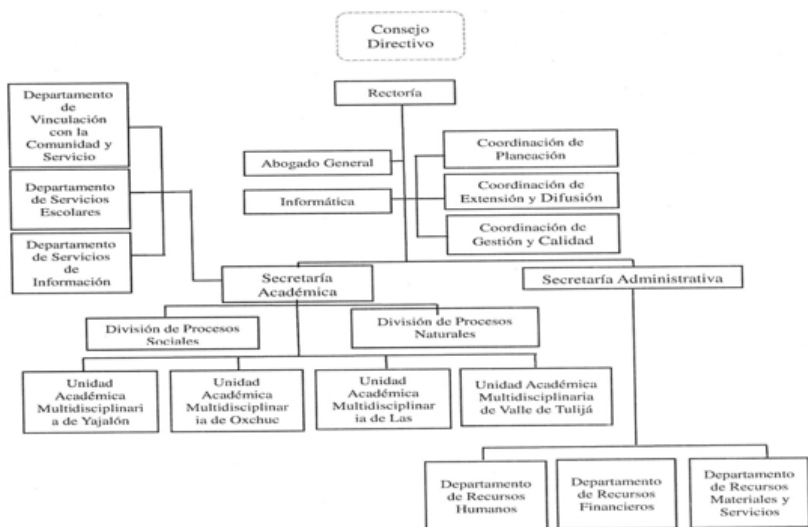 Consejo
Directivo
Rectoría
Departamento
de
Vinculación
con la
Comunidad y
Servicio
Departamento
de Servicios
Escolares
Departamento
de Servicios
de
Información
Abogado General
Informática
Coordinación de
Planeación
Coordinación de
Extensión y Difusión
Coordinación de
Gestión y Calidad
Secretaría
Académica
Secretaría Administrativa
División de Procesos
Sociales
División de Procesos
Naturales
Unidad
Académica
Multidisciplinari
a de Yajalón
Unidad
Académica
Multidisciplinar
ia de Oxchuc
Unidad
Académica
Multidisciplinar
ia de Las
Unidad Académica
Multidisciplinaria
de Valle de Tulijá
Departamento
de Recursos
Humanos
Departamento
de Recursos
Financieros
Departamento
de Recursos
Materiales y
Servicios